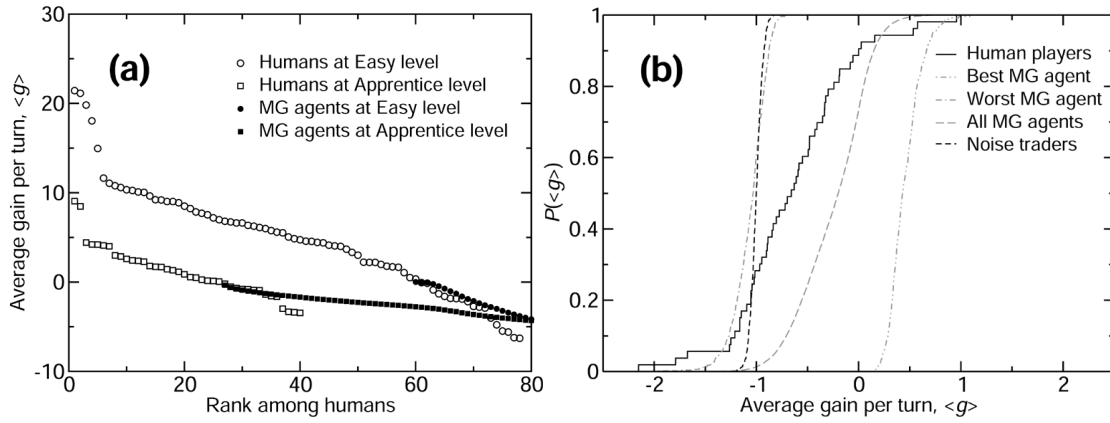 (a)
Humans at Easy level
Humans at Apprentice level
MG agents at Easy level
MG agents at Apprentice level
Average gain per turn, <g>
30
20
10
0
-10
0
20
40
60
80
Rank among humans
(b)
Human players
Best MG agent
Worst MG agent
All MG agents
Noise traders
P(<g>)
1
0.8
0.6
0.4
0.2
0
-2
-1
0
1
2
Average gain per turn, <g>